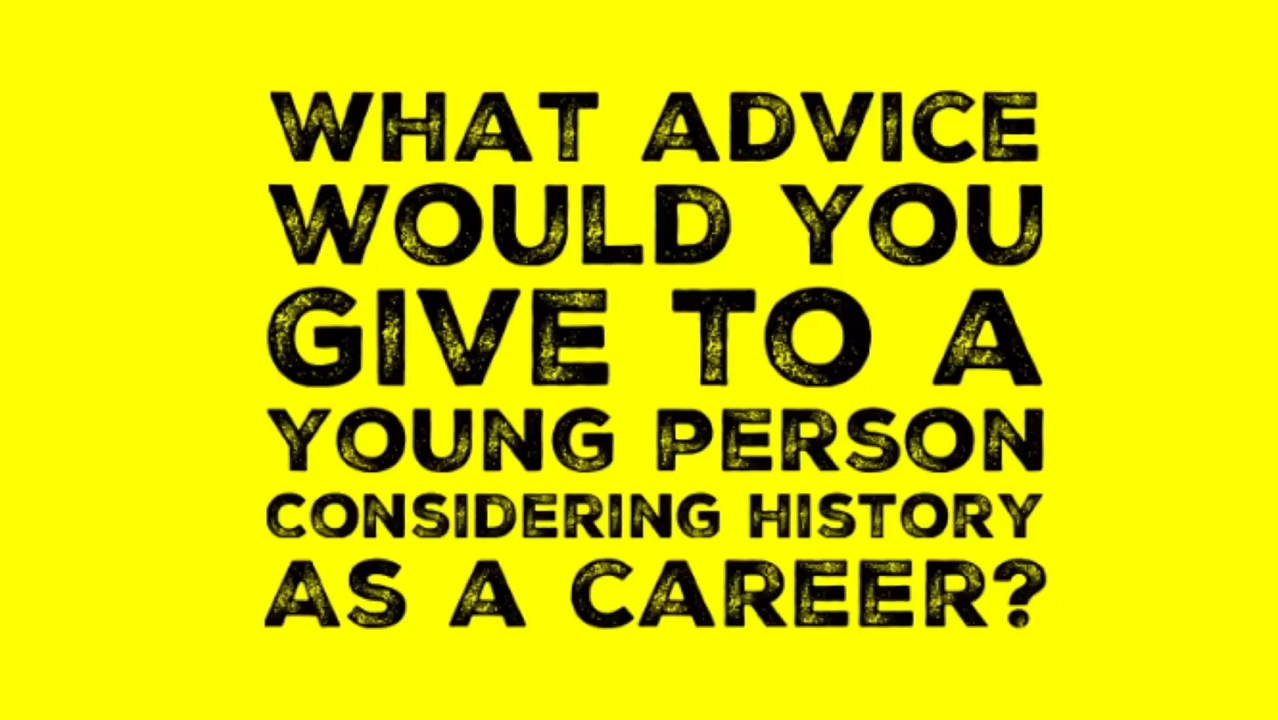 WHAT ADVICE
WOULD YOU
GIVE TO A
YOUNG PERSON
CONSIDERING HISTORY
AS A CAREER?